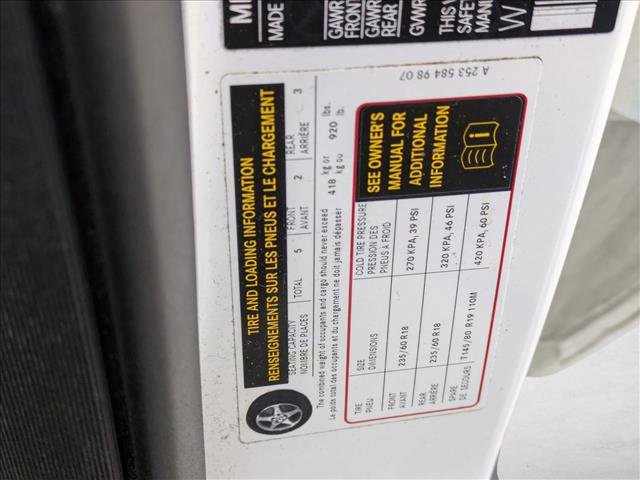 MB
MADE
GAWR
FRONT
GAWR
REAR
GVWR
THIS V
SAFETY
MANU
W
A 253 584 98 07
TIRE AND LOADING INFORMATION
RENSEIGNEMENTS SUR LES PNEUS ET LE CHARGEMENT
SEATING CAPACITY TOTAL 5 FRONT 2 REAR 3
NOMBRE DE PLACES AVANT ARRIÈRE
The combined weight of occupants and cargo should never exceed 418 kg or 920 lbs.
Le poids total des occupants et du chargement ne doit jamais dépasser kg ou lb.
TIRE SIZE COLD TIRE PRESSURE
PNEU DIMENSIONS PRESSION DES
PNEUS À FROID
FRONT 235/60 R18 270 KPA, 39 PSI
AVANT
REAR 235/60 R18 320 KPA, 46 PSI
ARRIÈRE
SPARE T145/80 R19 110M 420 KPA, 60 PSI
DE SECOURS
SEE OWNER'S
MANUAL FOR
ADDITIONAL
INFORMATION